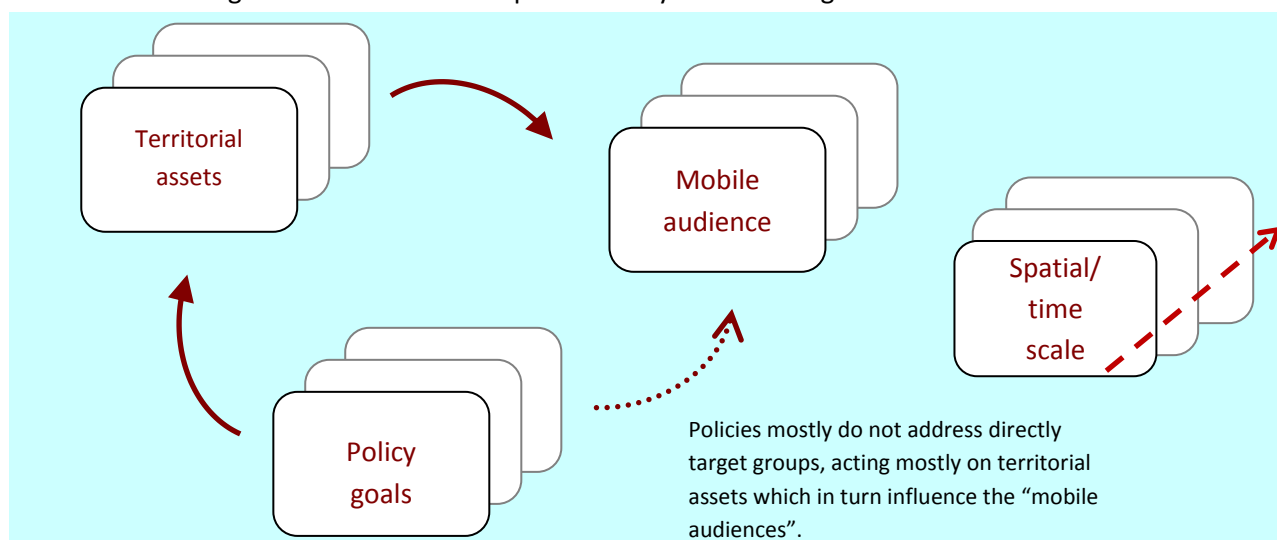 Territorial
assets
Mobile
audience
Spatial/
time
scale
Policy
goals
Policies mostly do not address directly
target groups, acting mostly on territorial
assets which in turn influence the “mobile
audiences”.